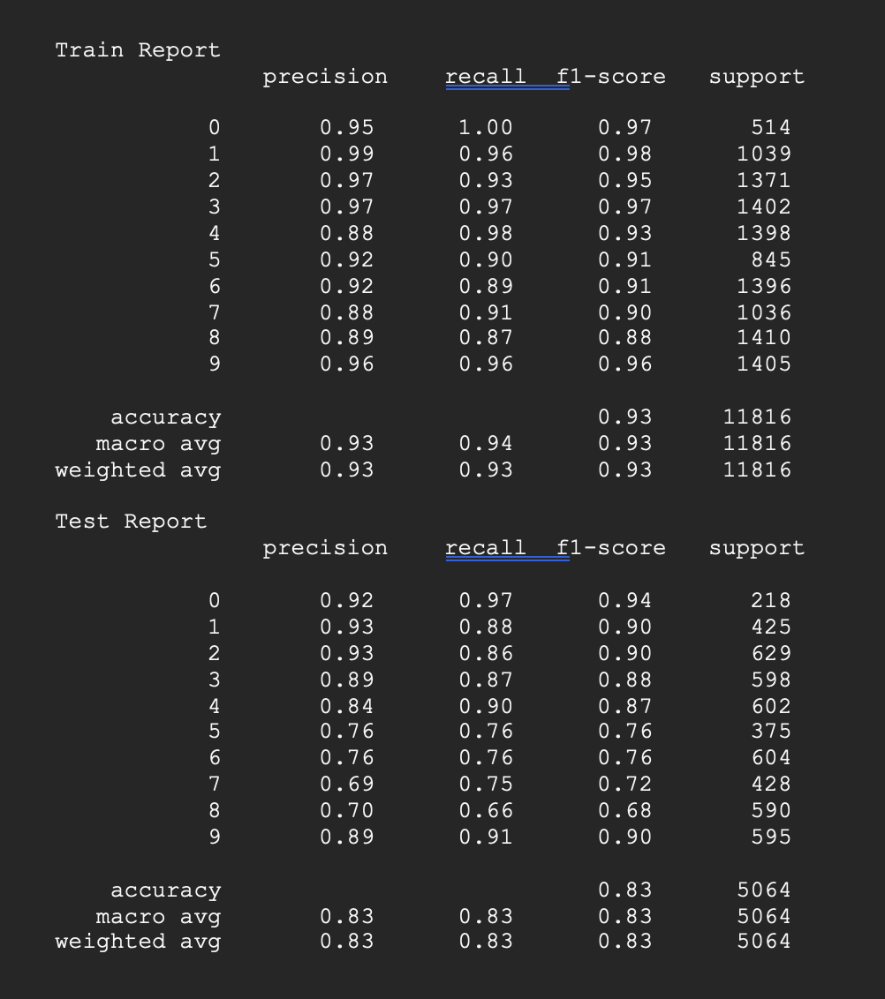 Train Report
precision recall f1-score support
0 0.95 1.00 0.97 514
1 0.99 0.96 0.98 1039
2 0.97 0.93 0.95 1371
3 0.97 0.97 0.97 1402
4 0.88 0.98 0.93 1398
5 0.92 0.90 0.91 845
6 0.92 0.89 0.91 1396
7 0.88 0.91 0.90 1036
8 0.89 0.87 0.88 1410
9 0.96 0.96 0.96 1405
accuracy 0.93 11816
macro avg 0.93 0.94 0.93 11816
weighted avg 0.93 0.93 0.93 11816
Test Report
precision recall f1-score support
0 0.92 0.97 0.94 218
1 0.93 0.88 0.90 425
2 0.93 0.86 0.90 629
3 0.89 0.87 0.88 598
4 0.84 0.90 0.87 602
5 0.76 0.76 0.76 375
6 0.76 0.76 0.76 604
7 0.69 0.75 0.72 428
8 0.70 0.66 0.68 590
9 0.89 0.91 0.90 595
accuracy 0.83 5064
macro avg 0.83 0.83 0.83 5064
weighted avg 0.83 0.83 0.83 5064